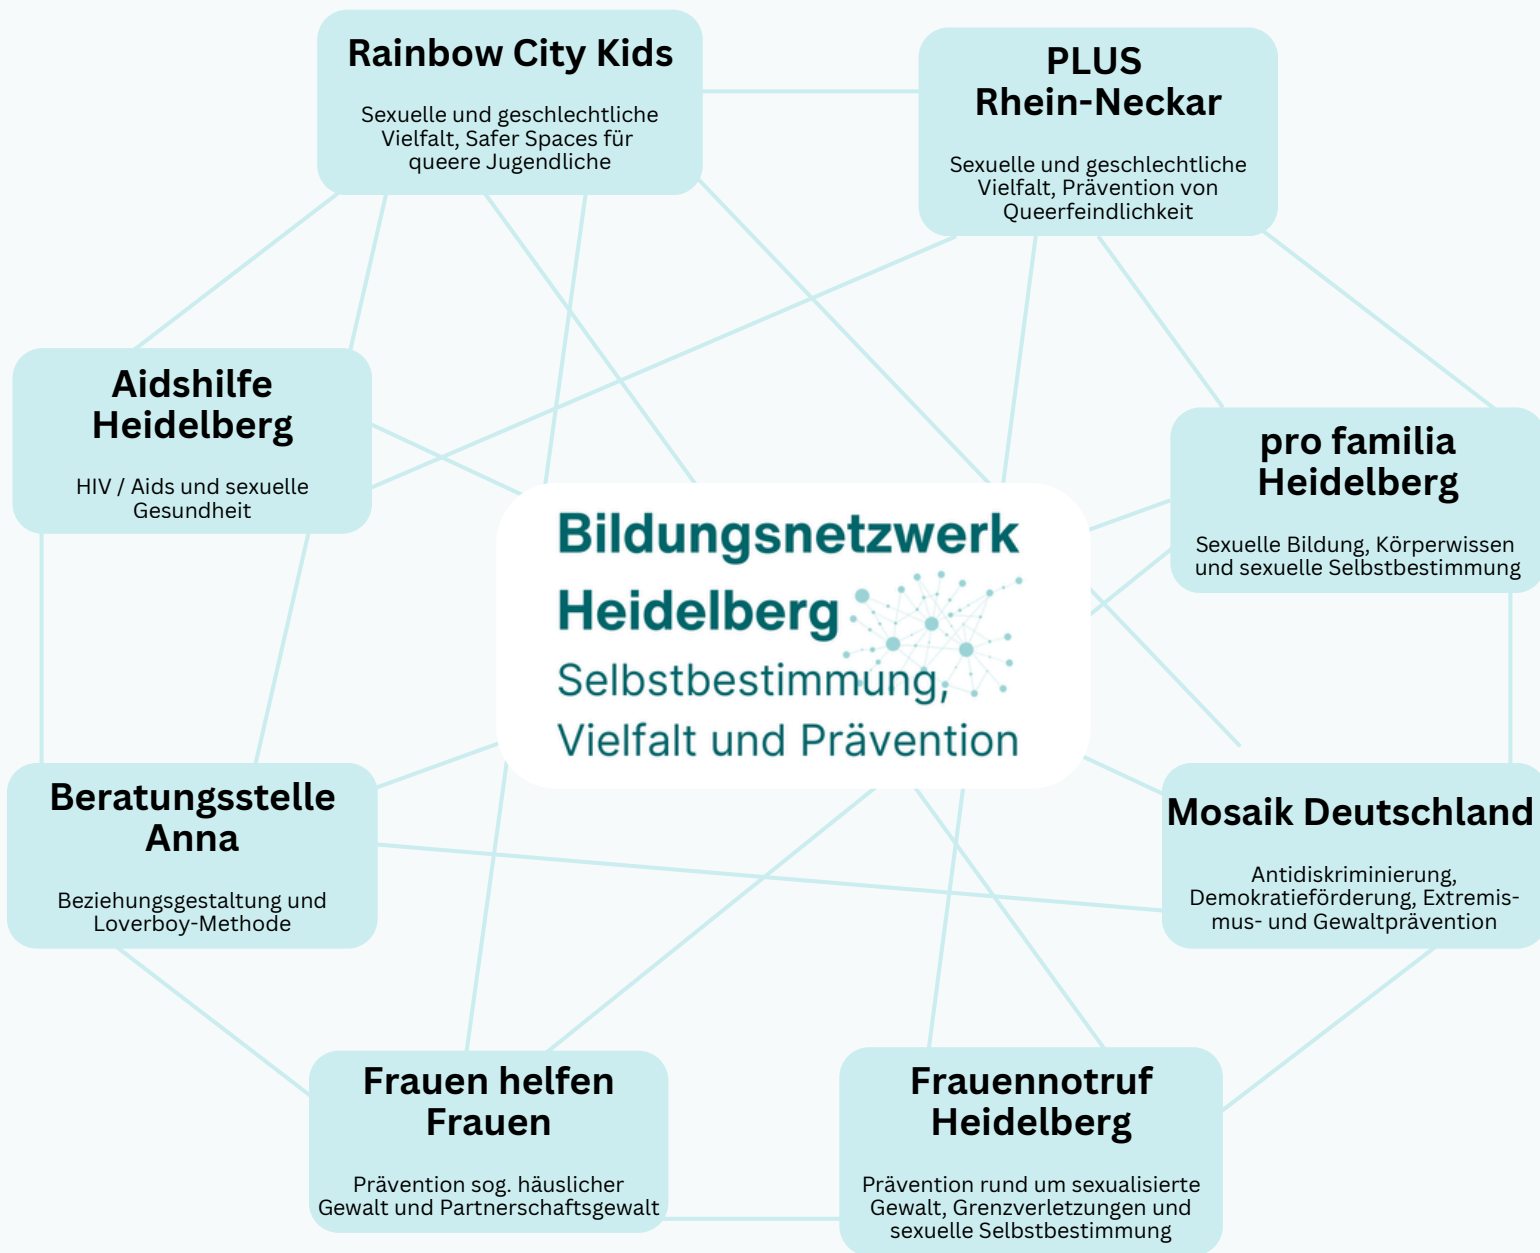 Rainbow City Kids
Sexuelle und geschlechtliche
Vielfalt, Safer Spaces für
queere Jugendliche
PLUS
Rhein-Neckar
Sexuelle und geschlechtliche
Vielfalt, Prävention von
Queerfeindlichkeit
Aidshilfe
Heidelberg
HIV / Aids und sexuelle
Gesundheit
pro familia
Heidelberg
Sexuelle Bildung, Körperwissen
und sexuelle Selbstbestimmung
Bildungsnetzwerk
Heidelberg
Selbstbestimmung,
Vielfalt und Prävention
Beratungsstelle
Anna
Beziehungsgestaltung und
Loverboy-Methode
Mosaik Deutschland
Antidiskriminierung,
Demokratieförderung, Extremis-
mus- und Gewaltprävention
Frauen helfen
Frauen
Prävention sog. häuslicher
Gewalt und Partnerschaftsgewalt
Frauennotruf
Heidelberg
Prävention rund um sexualisierte
Gewalt, Grenzverletzungen und
sexuelle Selbstbestimmung